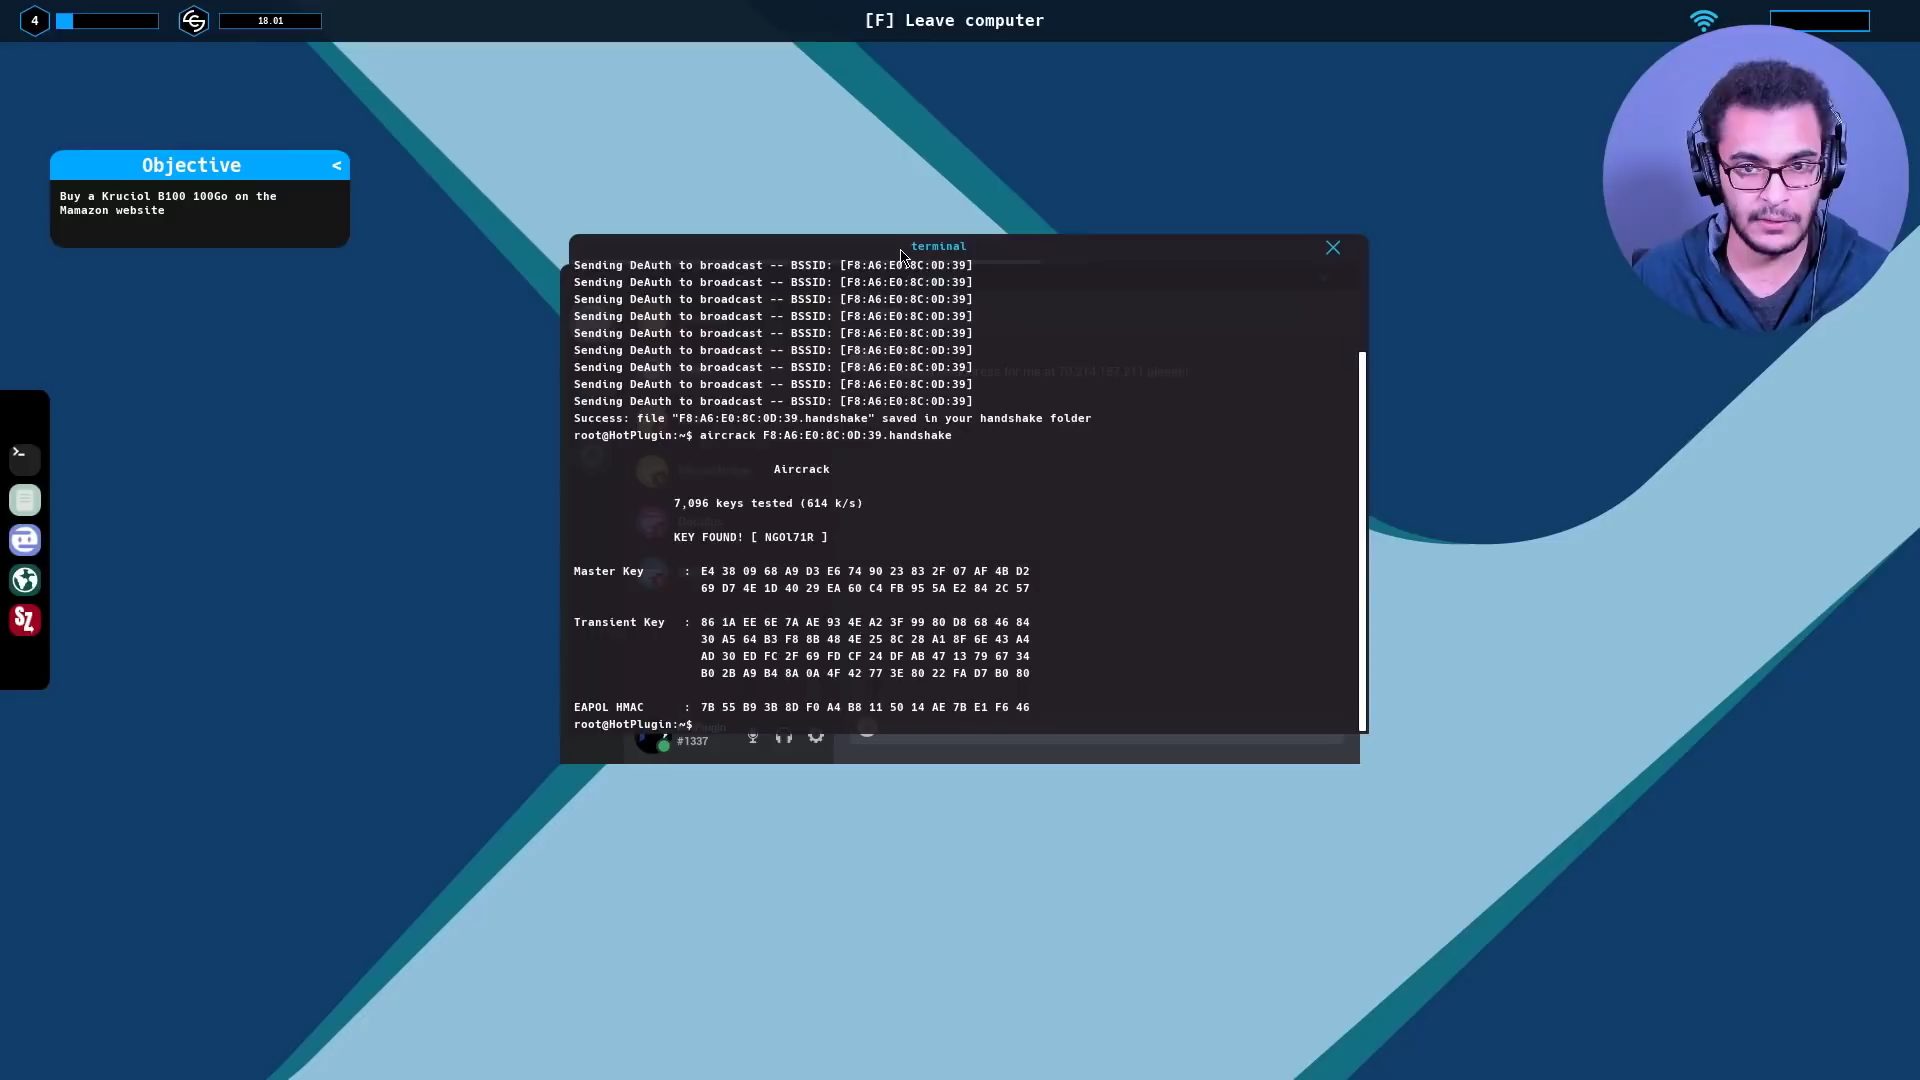 4
18.01
[F] Leave computer
Objective <
Buy a Kruciol B100 100Go on the
Mamazon website
terminal
Sending DeAuth to broadcast -- BSSID: [F8:A6:E0:8C:0D:39]
Sending DeAuth to broadcast -- BSSID: [F8:A6:E0:8C:0D:39]
Sending DeAuth to broadcast -- BSSID: [F8:A6:E0:8C:0D:39]
Sending DeAuth to broadcast -- BSSID: [F8:A6:E0:8C:0D:39]
Sending DeAuth to broadcast -- BSSID: [F8:A6:E0:8C:0D:39]
Sending DeAuth to broadcast -- BSSID: [F8:A6:E0:8C:0D:39]
Sending DeAuth to broadcast -- BSSID: [F8:A6:E0:8C:0D:39]
Sending DeAuth to broadcast -- BSSID: [F8:A6:E0:8C:0D:39]
Sending DeAuth to broadcast -- BSSID: [F8:A6:E0:8C:0D:39]
Success: file "F8:A6:E0:8C:0D:39.handshake" saved in your handshake folder
root@HotPlugin:~$ aircrack F8:A6:E0:8C:0D:39.handshake
Aircrack
7,096 keys tested (614 k/s)
KEY FOUND! [ NGOl71R ]
Master Key : E4 38 09 68 A9 D3 E6 74 90 23 83 2F 07 AF 4B D2
69 D7 4E 1D 40 29 EA 60 C4 FB 95 5A E2 84 2C 57
Transient Key : 86 1A EE 6E 7A AE 93 4E A2 3F 99 80 D8 68 46 84
30 A5 64 B3 F8 8B 48 4E 25 8C 28 A1 8F 6E 43 A4
AD 30 ED FC 2F 69 FD CF 24 DF AB 47 13 79 67 34
B0 2B A9 B4 8A 0A 4F 42 77 3E 80 22 FA D7 B0 80
EAPOL HMAC : 7B 55 B9 3B 8D F0 A4 B8 11 50 14 AE 7B E1 F6 46
root@HotPlugin:~$
#1337
SZ